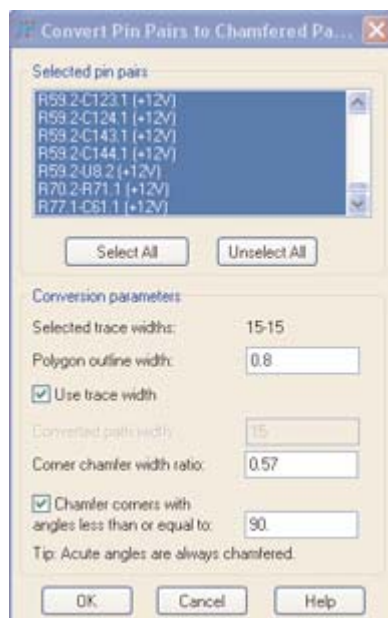 Convert Pin Pairs to Chamfered Pa...
Selected pin pairs
R59.2-C123.1 (+12V)
R59.2-C124.1 (+12V)
R59.2-C143.1 (+12V)
R59.2-C144.1 (+12V)
R59.2-U8.2 (+12V)
R70.2-R71.1 (+12V)
R77.1-C61.1 (+12V)
Select All Unselect All
Conversion parameters
Selected trace widths: 15-15
Polygon outline width: 0.8
Use trace width
Converted path width: 15
Corner chamfer width ratio: 0.57
Chamfer corners with
angles less than or equal to: 90.
Tip: Acute angles are always chamfered.
OK Cancel Help